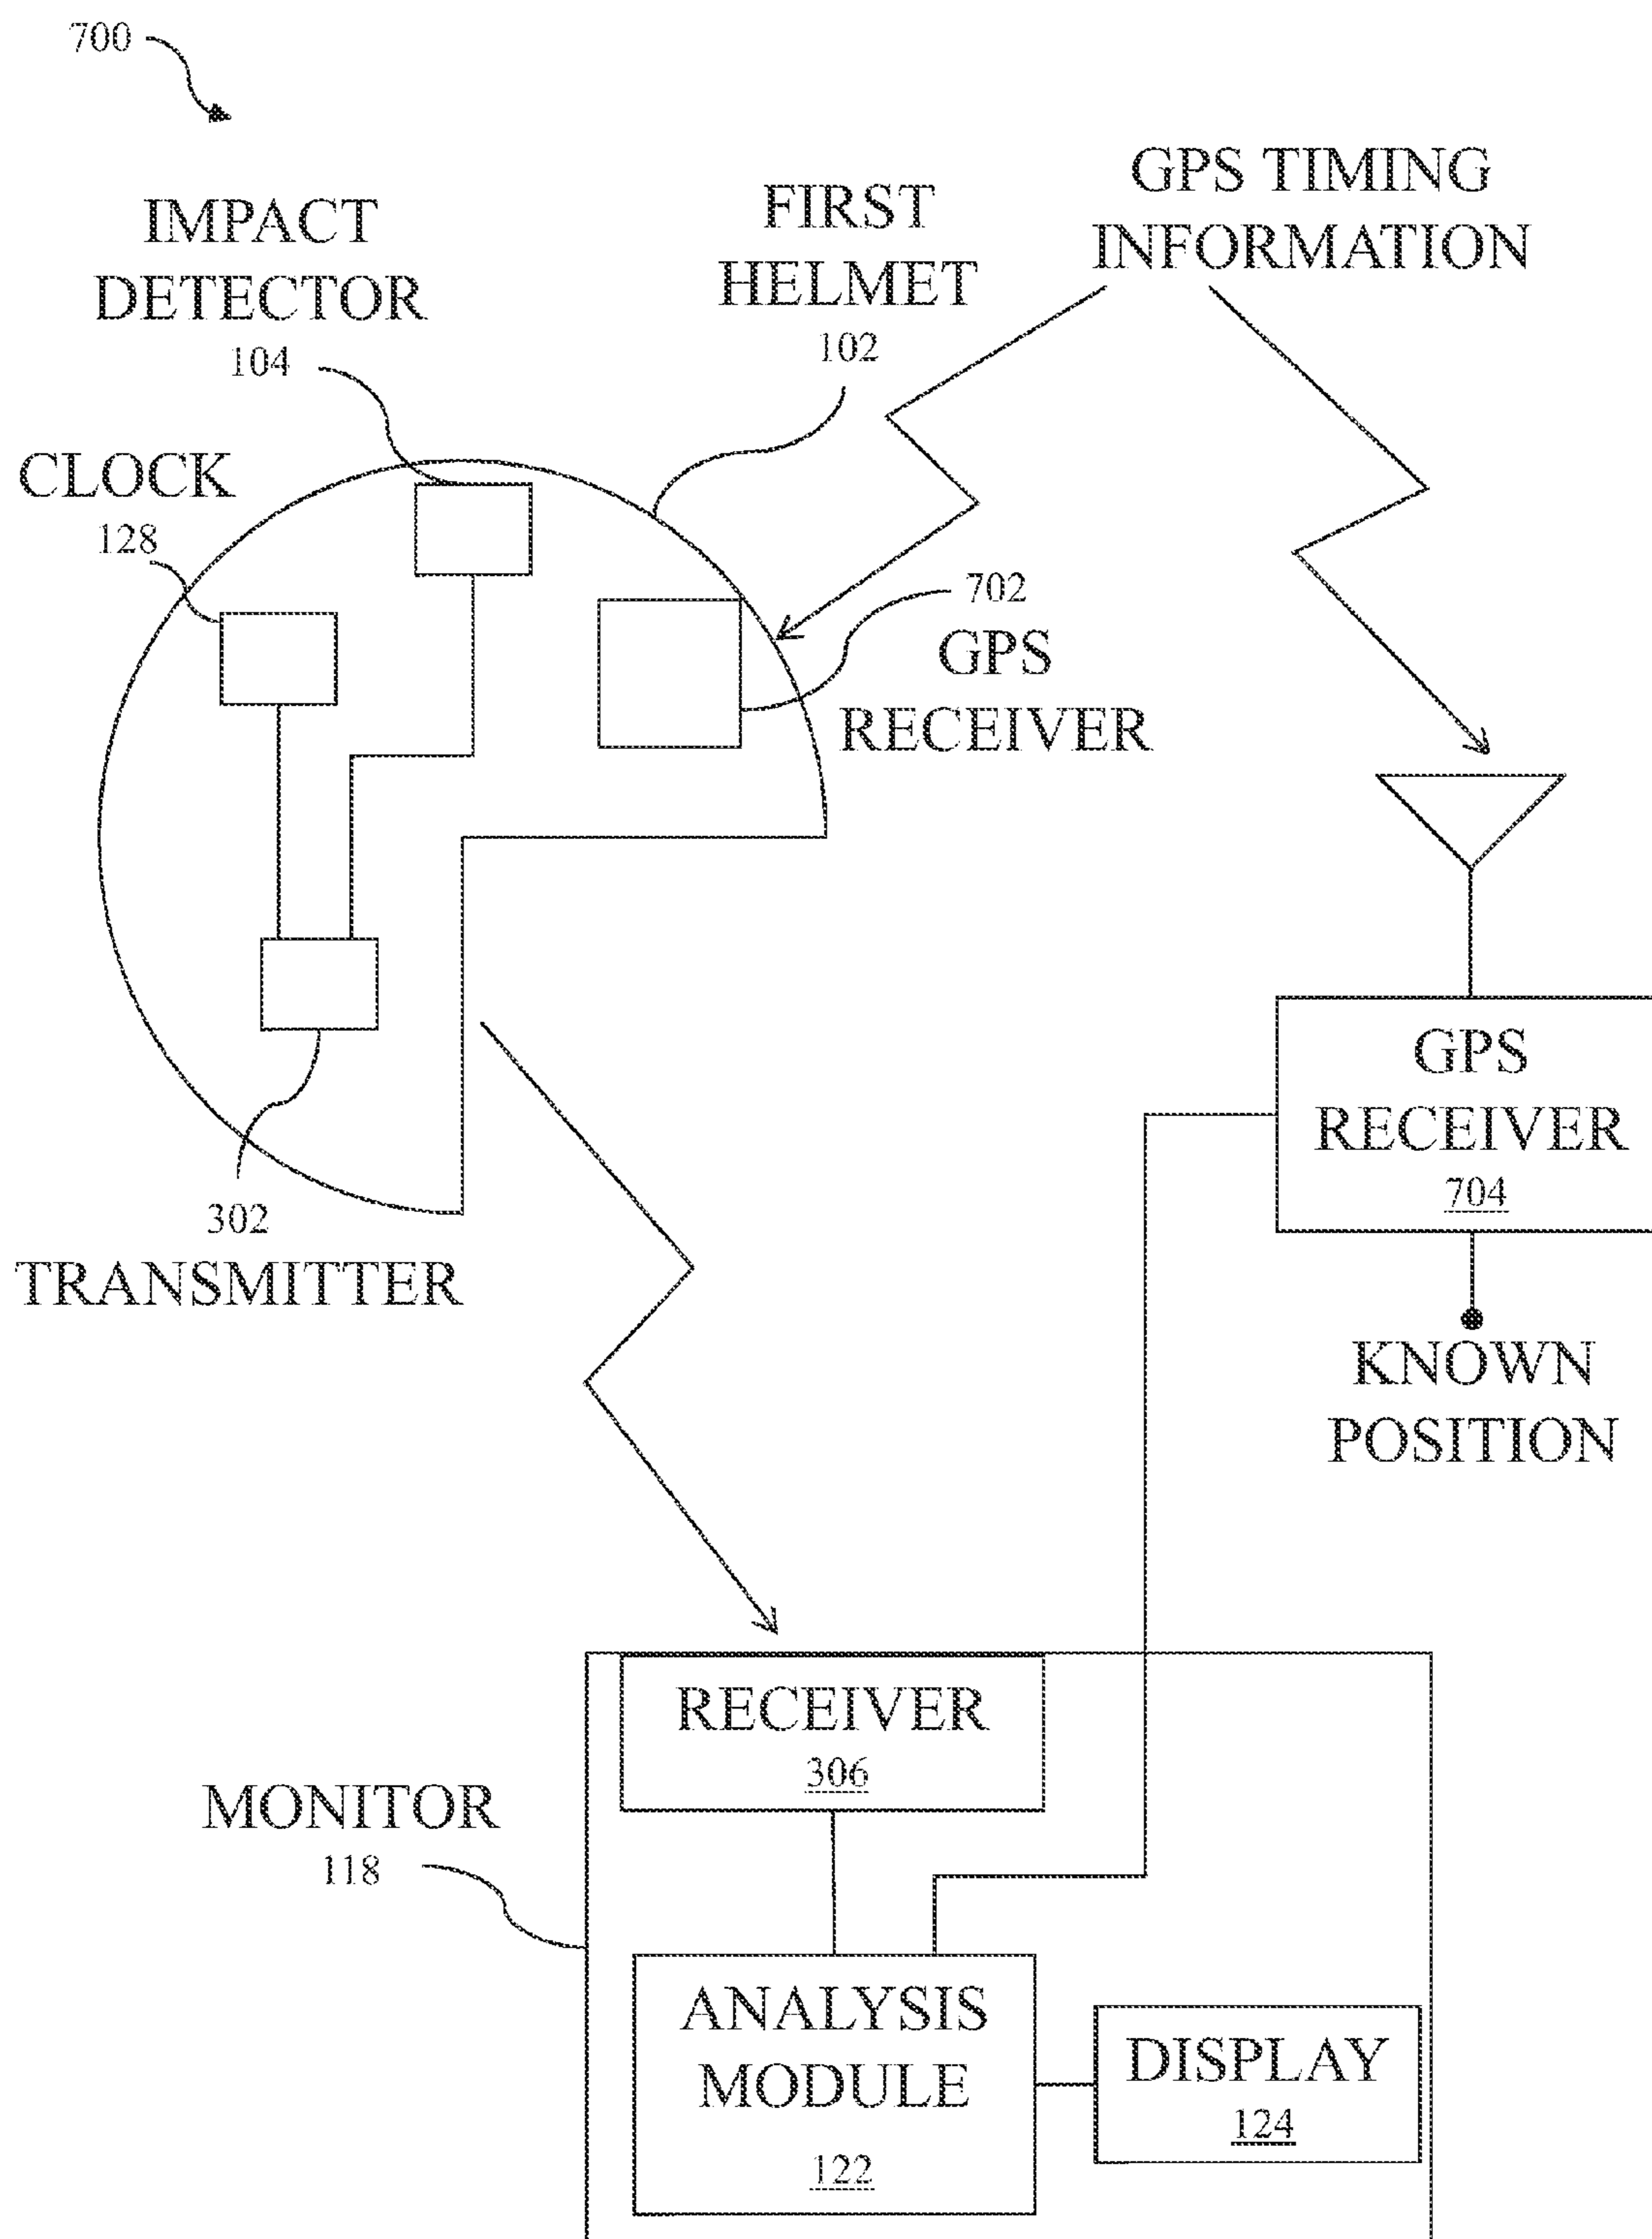 700
IMPACT
DETECTOR
104
FIRST
HELMET
102
GPS TIMING
INFORMATION
CLOCK
128
702
GPS
RECEIVER
302
TRANSMITTER
GPS
RECEIVER
704
KNOWN
POSITION
RECEIVER
306
MONITOR
118
ANALYSIS
MODULE
122
DISPLAY
124